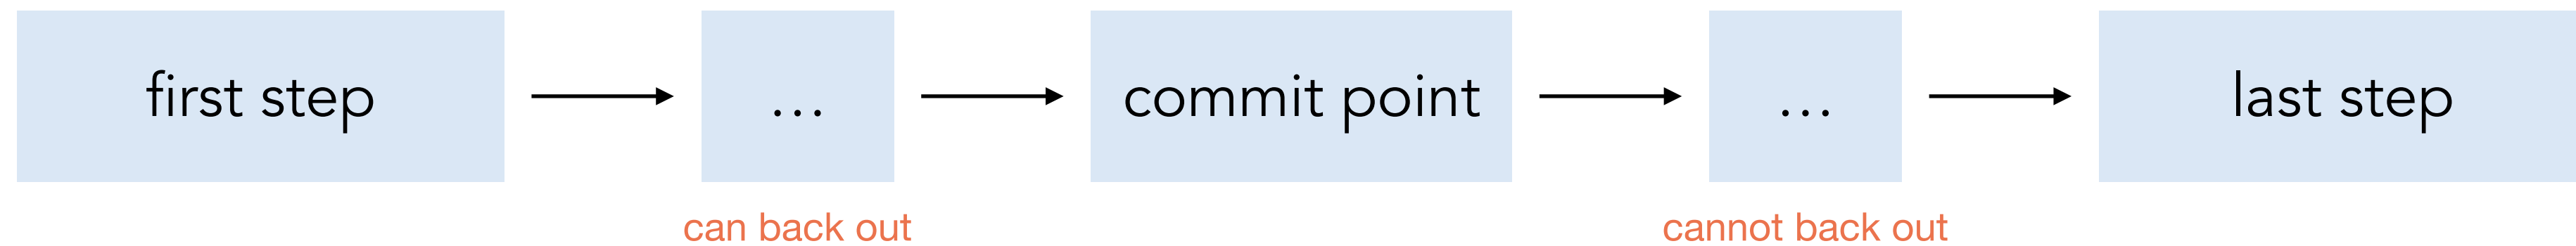 first step
...
commit point
...
last step
can back out
cannot back out